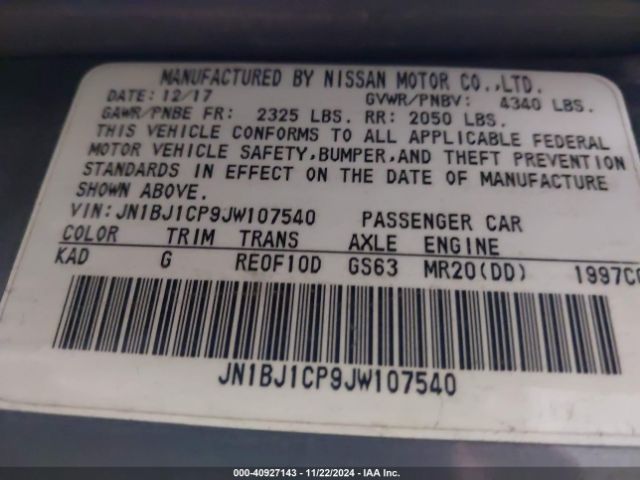 MANUFACTURED BY NISSAN MOTOR CO.,LTD.
DATE: 12/17 GVWR/PNBV: 4340 LBS.
GAWR/PNBE FR: 2325 LBS. RR: 2050 LBS.
THIS VEHICLE CONFORMS TO ALL APPLICABLE FEDERAL
MOTOR VEHICLE SAFETY,BUMPER,AND THEFT PREVENTION
STANDARDS IN EFFECT ON THE DATE OF MANUFACTURE
SHOWN ABOVE.
VIN:JN1BJ1CP9JW107540 PASSENGER CAR
COLOR TRIM TRANS AXLE ENGINE
KAD G RE0F10D GS63 MR20(DD) 1997CC
JN1BJ1CP9JW107540
000-40927143 - 11/22/2024 - IAA Inc.